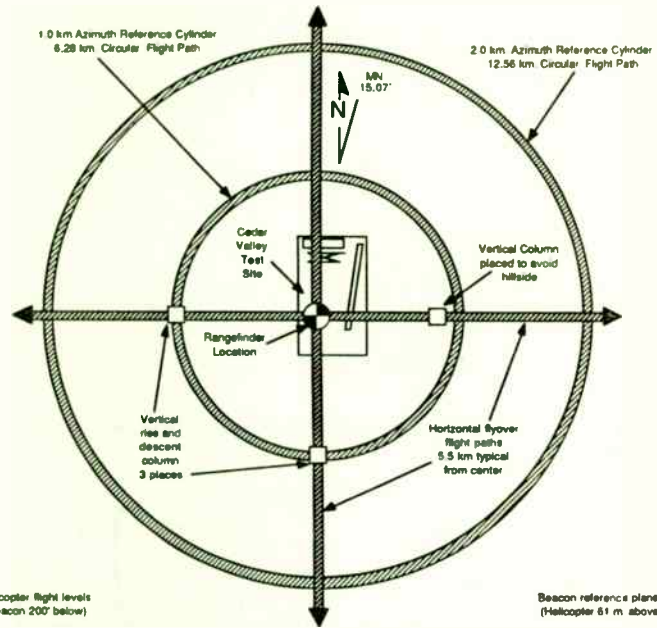 1.0 km Azimuth Reference Cylinder
6.28 km Circular Flight Path
2.0 km Azimuth Reference Cylinder
12.56 km Circular Flight Path
MN
15.07'
N
Cedar
Valley
Test
Site
Vertical Column
placed to avoid
hillside
Rangefinder
Location
Vertical
rise and
descent
column
3 places
Horizontal flyover
flight paths
5.5 km typical
from center
copter flight levels
eacon 200' below)
Beacon reference plane
(Helicopter 61 m. above